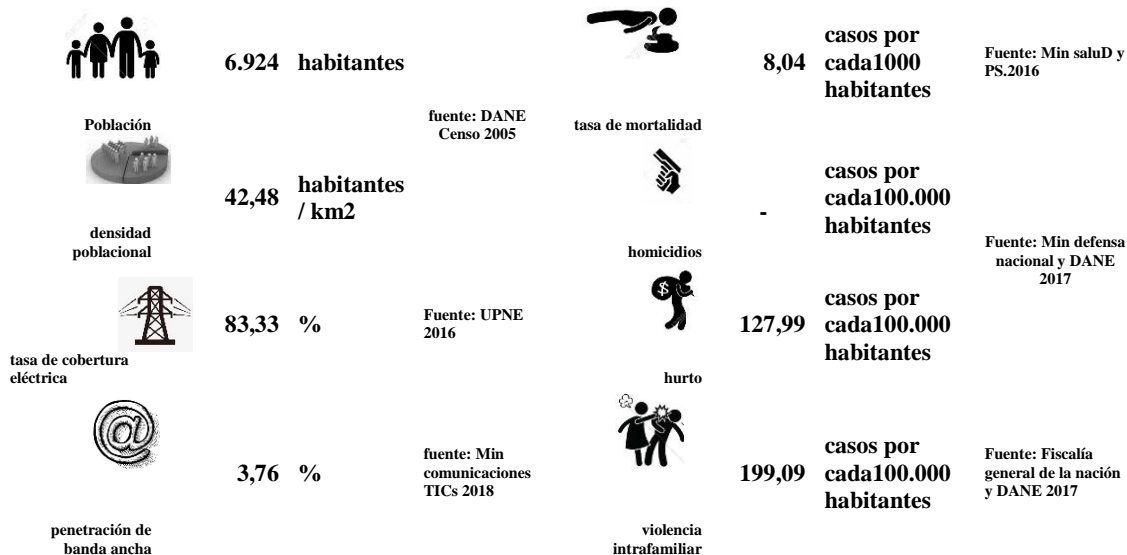 6.924 habitantes
Población
fuente: DANE
Censo 2005
42,48 habitantes
/ km2
densidad
poblacional
83,33 %
Fuente: UPNE
2016
tasa de cobertura
eléctrica
@
3,76 %
fuente: Min
comunicaciones
TICs 2018
penetración de
banda ancha
8,04
casos por
cada1000
habitantes
Fuente: Min saluD y
PS.2016
tasa de mortalidad
-
casos por
cada100.000
habitantes
homicidios
Fuente: Min defensa
nacional y DANE
2017
$
127,99
casos por
cada100.000
habitantes
hurto
199,09
casos por
cada100.000
habitantes
Fuente: Fiscalía
general de la nación
y DANE 2017
violencia
intrafamiliar